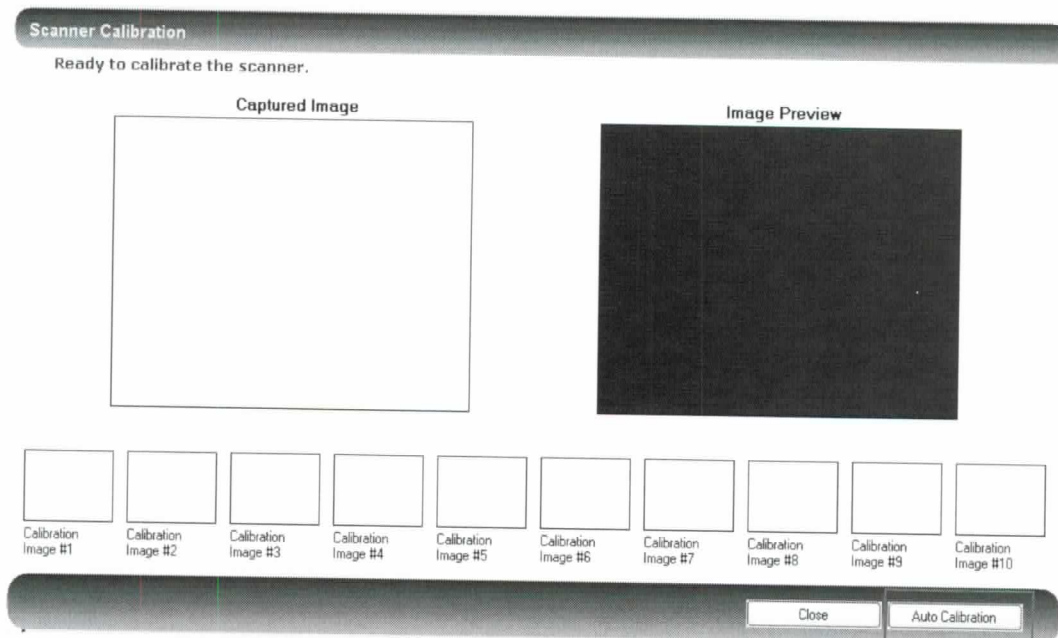 Scanner Calibration
Ready to calibrate the scanner.
Captured Image
Image Preview
Calibration
Image #1
Calibration
Image #2
Calibration
Image #3
Calibration
Image #4
Calibration
Image #5
Calibration
Image #6
Calibration
Image #7
Calibration
Image #8
Calibration
Image #9
Calibration
Image #10
Close
Auto Calibration